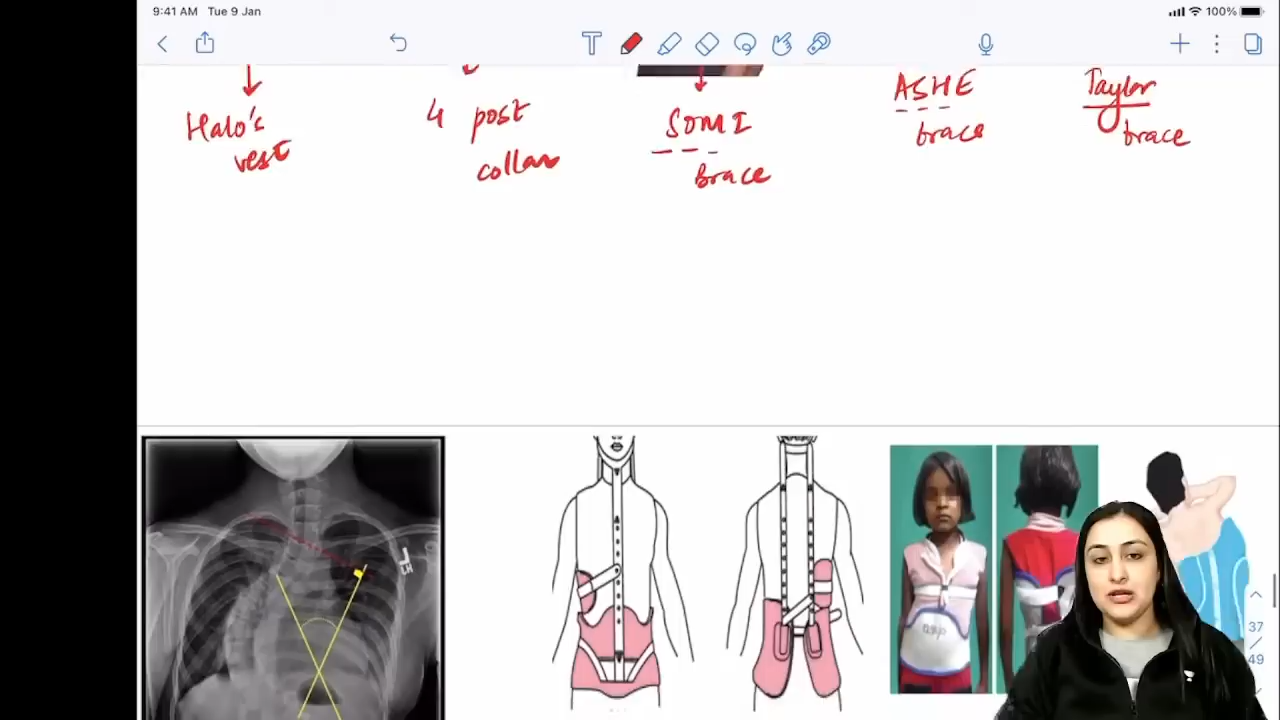 9:41 AM Tue 9 Jan
100%
T
Halo's
vest
4 post
collar
SOMI
Brace
ASHE
brace
Taylor
brace
37
49